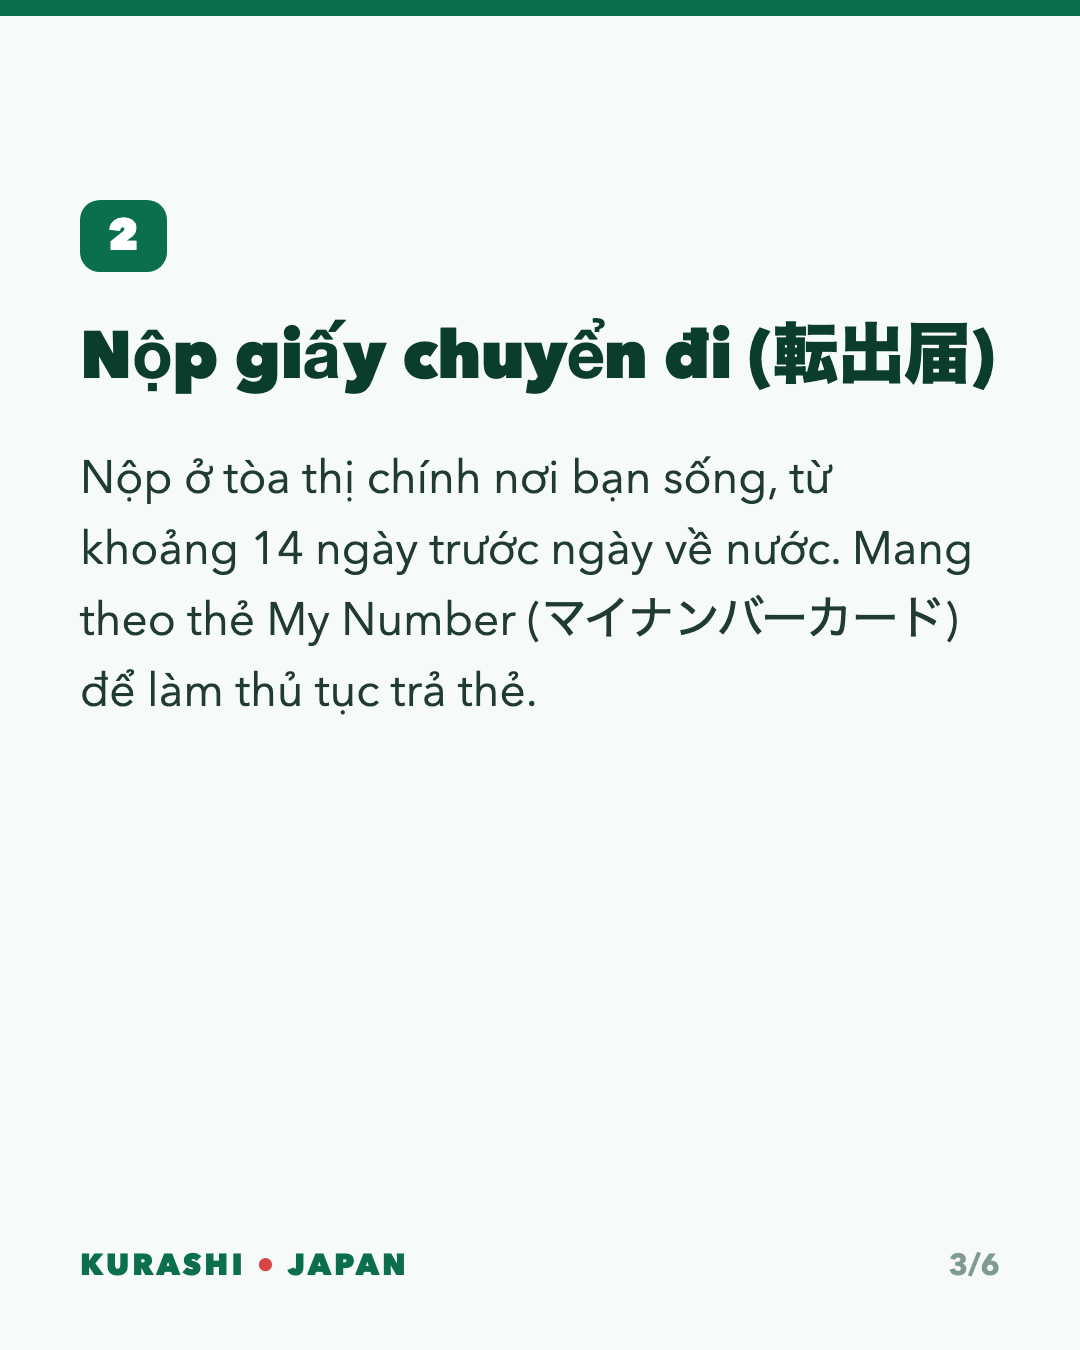 2
Nộp giấy chuyển đi (転出届)
Nộp ở tòa thị chính nơi bạn sống, từ
khoảng 14 ngày trước ngày về nước. Mang
theo thẻ My Number (マイナンバーカード)
để làm thủ tục trả thẻ.
KURASHI • JAPAN
3/6